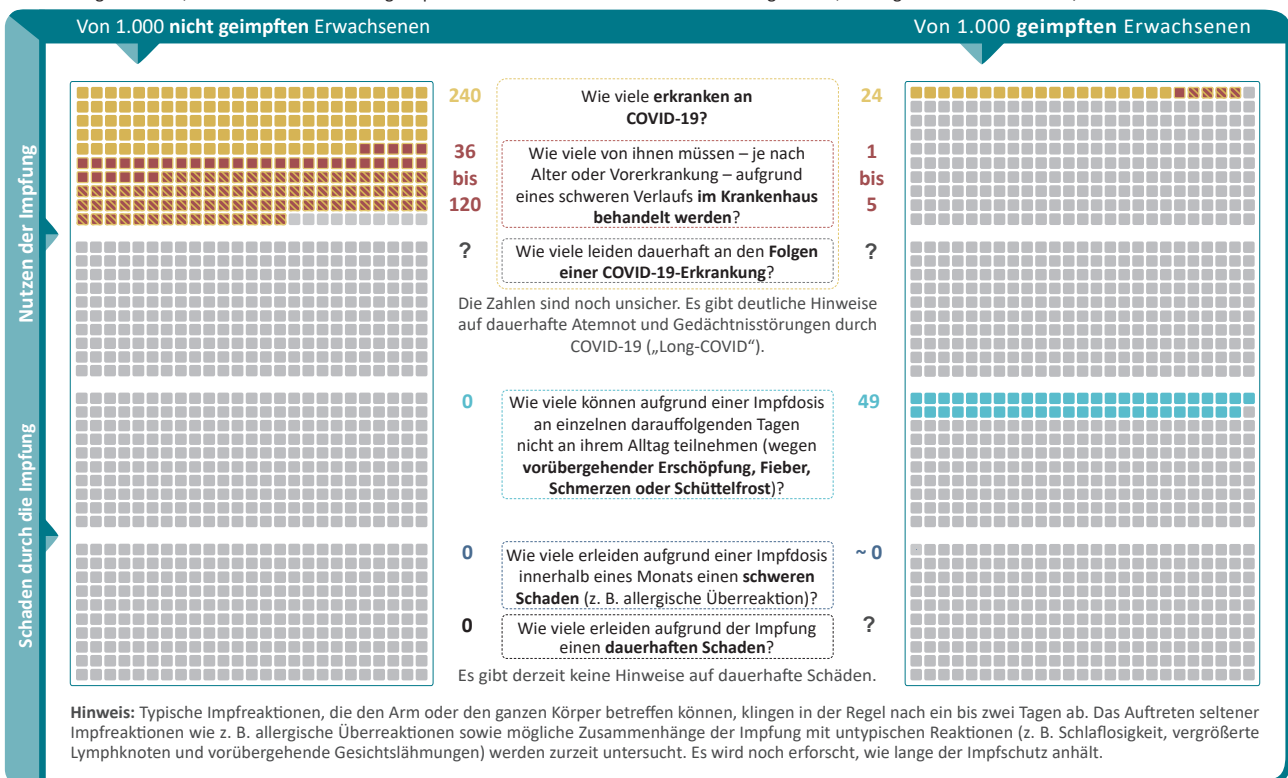 Von 1.000 nicht geimpften Erwachsenen
Von 1.000 geimpften Erwachsenen
Nutzen der Impfung
240
Wie viele erkranken an
COVID-19?
24
36
bis
120
Wie viele von ihnen müssen – je nach
Alter oder Vorerkrankung – aufgrund
eines schweren Verlaufs im Krankenhaus
behandelt werden?
1
bis
5
?
Wie viele leiden dauerhaft an den Folgen
einer COVID-19-Erkrankung?
?
Die Zahlen sind noch unsicher. Es gibt deutliche Hinweise
auf dauerhafte Atemnot und Gedächtnisstörungen durch
COVID-19 („Long-COVID“).
Schaden durch die Impfung
0
Wie viele können aufgrund einer Impfdosis
an einzelnen darauffolgenden Tagen
nicht an ihrem Alltag teilnehmen (wegen
vorübergehender Erschöpfung, Fieber,
Schmerzen oder Schüttelfrost)?
49
0
Wie viele erleiden aufgrund einer Impfdosis
innerhalb eines Monats einen schweren
Schaden (z. B. allergische Überreaktion)?
~ 0
0
Wie viele erleiden aufgrund der Impfung
einen dauerhaften Schaden?
?
Es gibt derzeit keine Hinweise auf dauerhafte Schäden.
Hinweis: Typische Impfreaktionen, die den Arm oder den ganzen Körper betreffen können, klingen in der Regel nach ein bis zwei Tagen ab. Das Auftreten seltener
Impfreaktionen wie z. B. allergische Überreaktionen sowie mögliche Zusammenhänge der Impfung mit untypischen Reaktionen (z. B. Schlaflosigkeit, vergrößerte
Lymphknoten und vorübergehende Gesichtslähmungen) werden zurzeit untersucht. Es wird noch erforscht, wie lange der Impfschutz anhält.